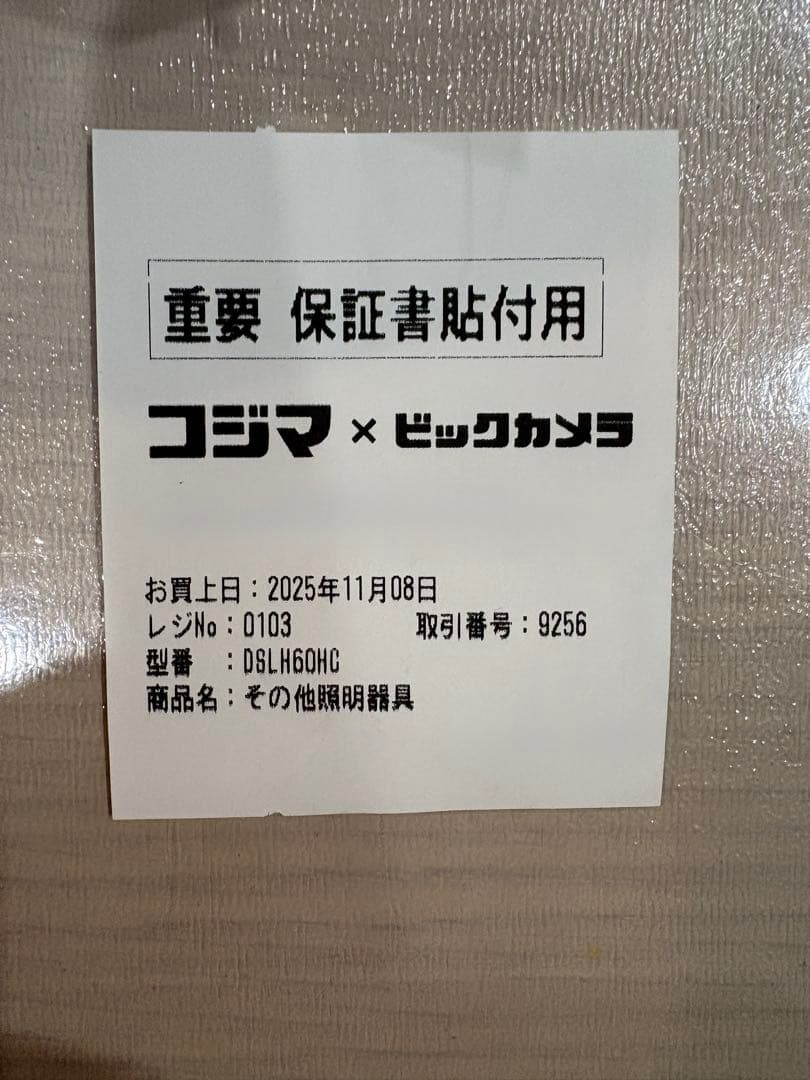 重要 保証書貼付用
コジマ×ビックカメラ
お買上日：2025年11月08日
レジNo：0103 取引番号：9256
型番 ：DSLH60HC
商品名：その他照明器具